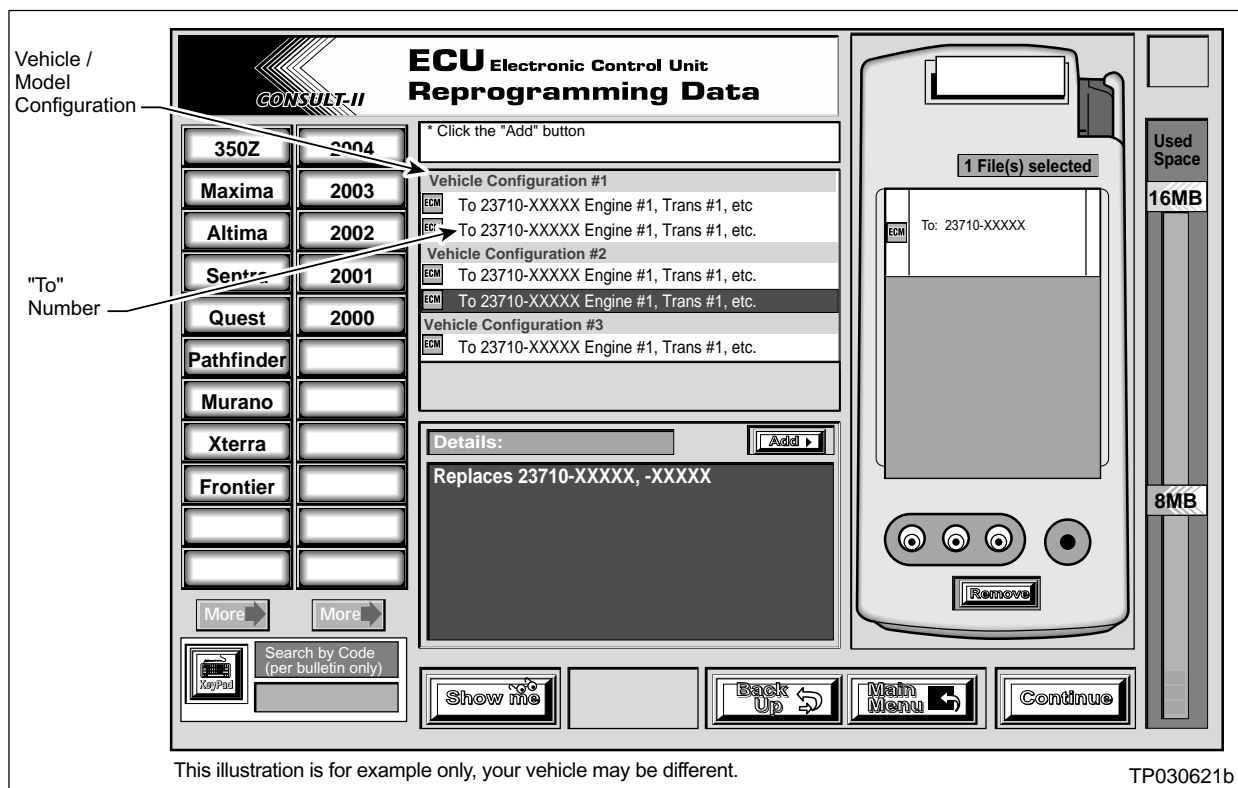 Vehicle /
Model
Configuration
"To"
Number
CONSULT-II
ECU Electronic Control Unit
Reprogramming Data
350Z
Maxima
Altima
Sentra
Quest
Pathfinder
Murano
Xterra
Frontier
More
2004
2003
2002
2001
2000
More
KeyPad
Search by Code
(per bulletin only)
* Click the "Add" button
Vehicle Configuration #1
ECM To 23710-XXXXX Engine #1, Trans #1, etc
ECM To 23710-XXXXX Engine #1, Trans #1, etc.
Vehicle Configuration #2
ECM To 23710-XXXXX Engine #1, Trans #1, etc.
ECM To 23710-XXXXX Engine #1, Trans #1, etc.
Vehicle Configuration #3
ECM To 23710-XXXXX Engine #1, Trans #1, etc.
Details:
Add
Replaces 23710-XXXXX, -XXXXX
Show me
Back
Up
Main
Menu
Continue
1 File(s) selected
ECM To: 23710-XXXXX
Remove
Used
Space
16MB
8MB
This illustration is for example only, your vehicle may be different.
TP030621b